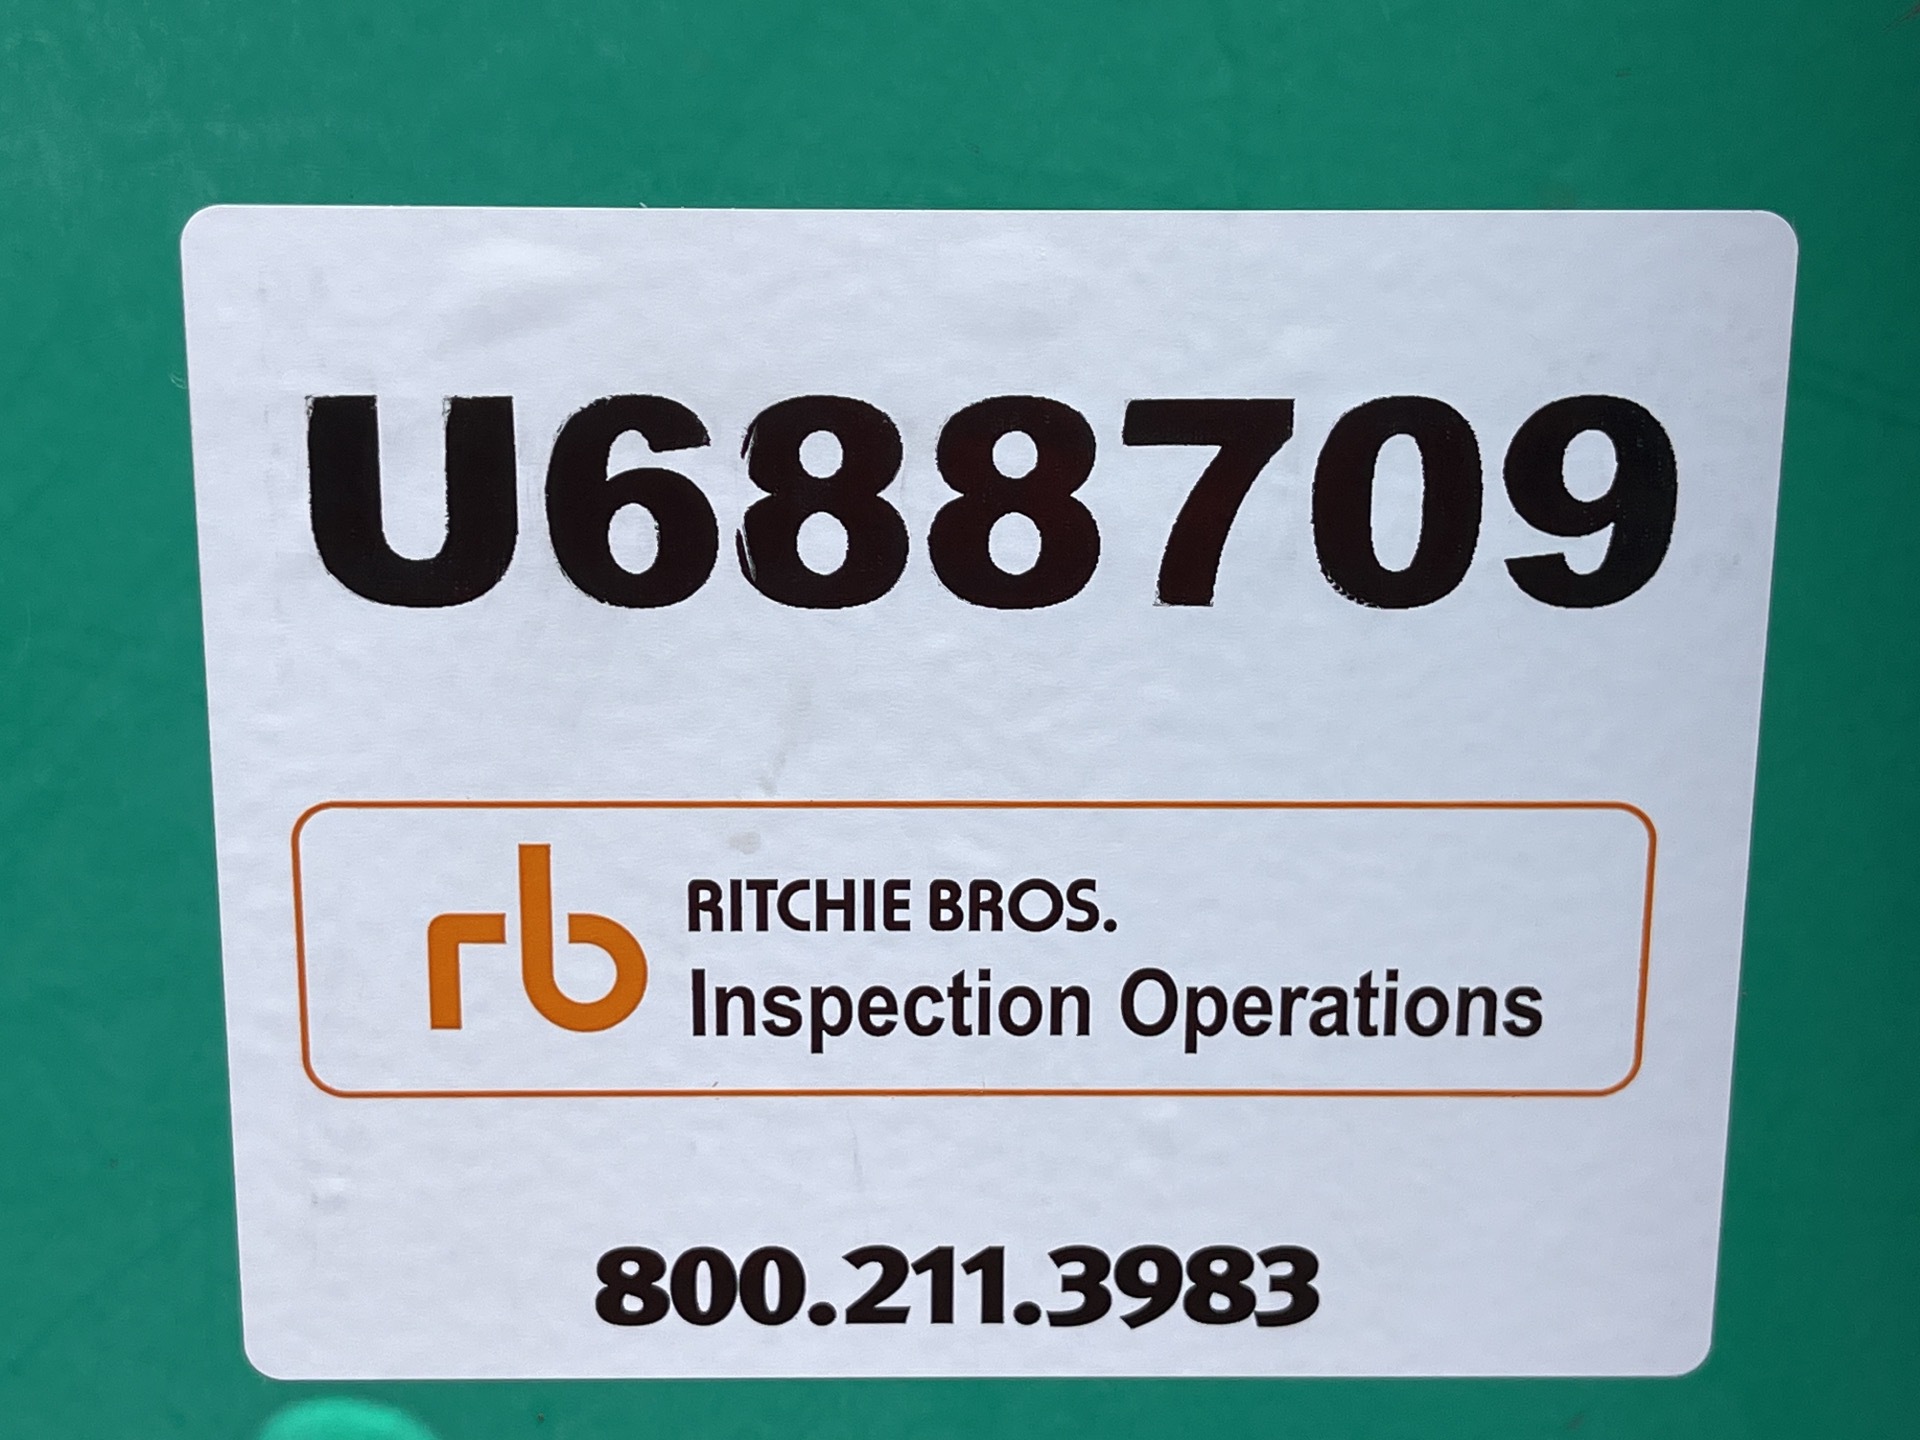 U688709
rb
RITCHIE BROS.
Inspection Operations
800.211.3983